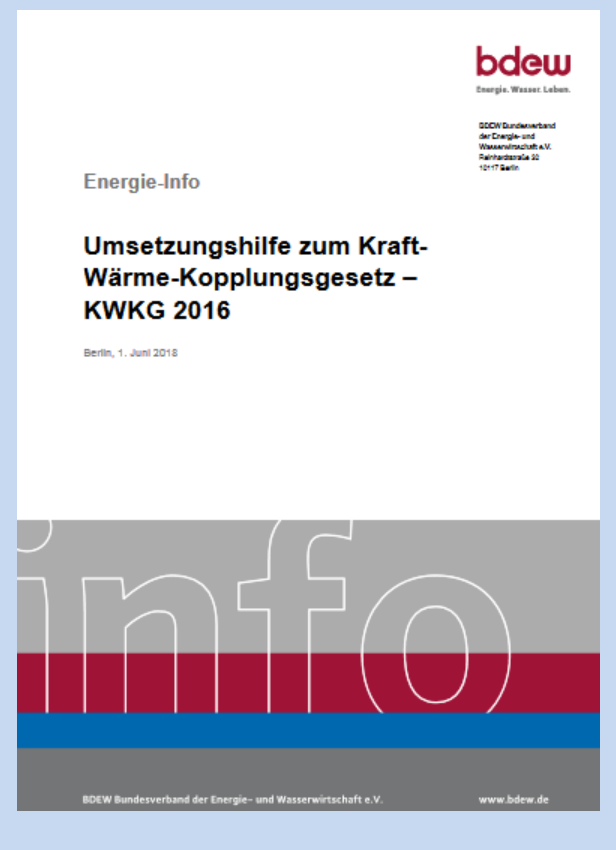 bdew
Energie. Wasser. Leben.
BDEW Bundesverband
der Energie- und
Wasserwirtschaft e.V.
Reinhardtstraße 32
10117 Berlin
Energie-Info
Umsetzungshilfe zum Kraft-
Wärme-Kopplungsgesetz –
KWKG 2016
Berlin, 1. Juni 2018
info
BDEW Bundesverband der Energie- und Wasserwirtschaft e.V.
www.bdew.de